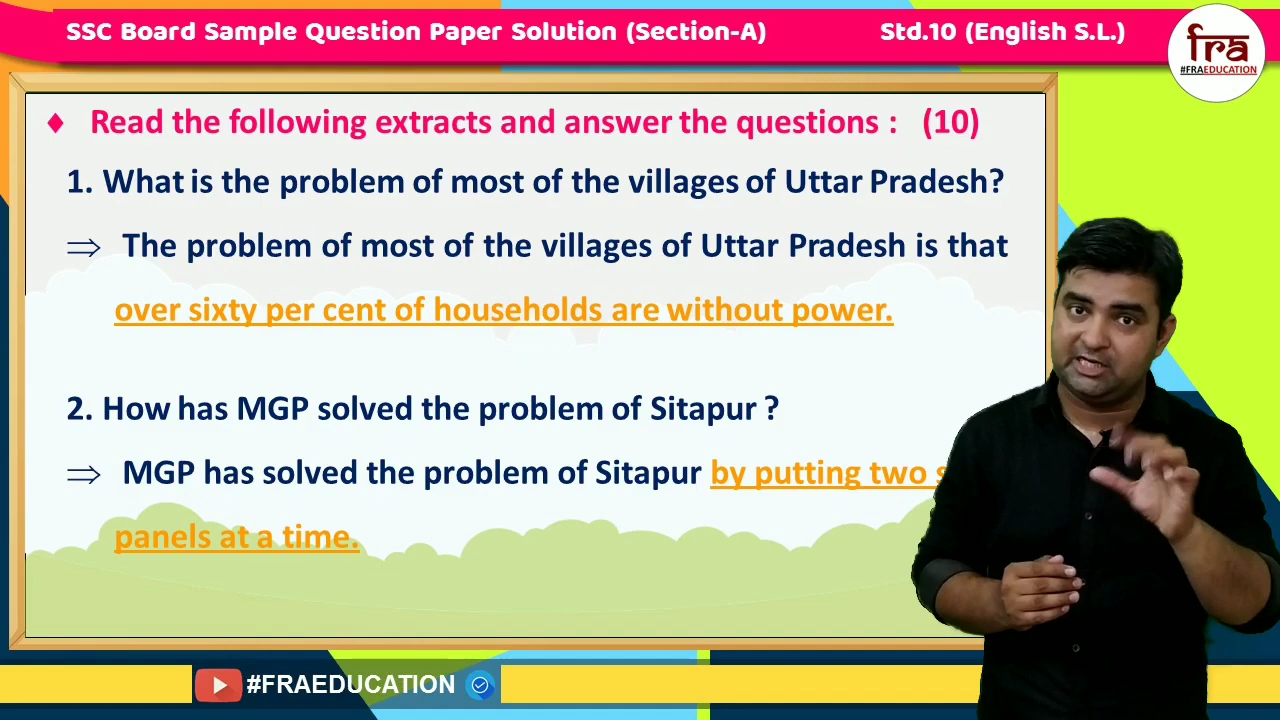 SSC Board Sample Question Paper Solution (Section-A) Std.10 (English S.L.)
fra
#FRAEDUCATION
♦ Read the following extracts and answer the questions : (10)
1. What is the problem of most of the villages of Uttar Pradesh?
⇒ The problem of most of the villages of Uttar Pradesh is that
over sixty per cent of households are without power.
2. How has MGP solved the problem of Sitapur ?
⇒ MGP has solved the problem of Sitapur by putting two
panels at a time.
#FRAEDUCATION